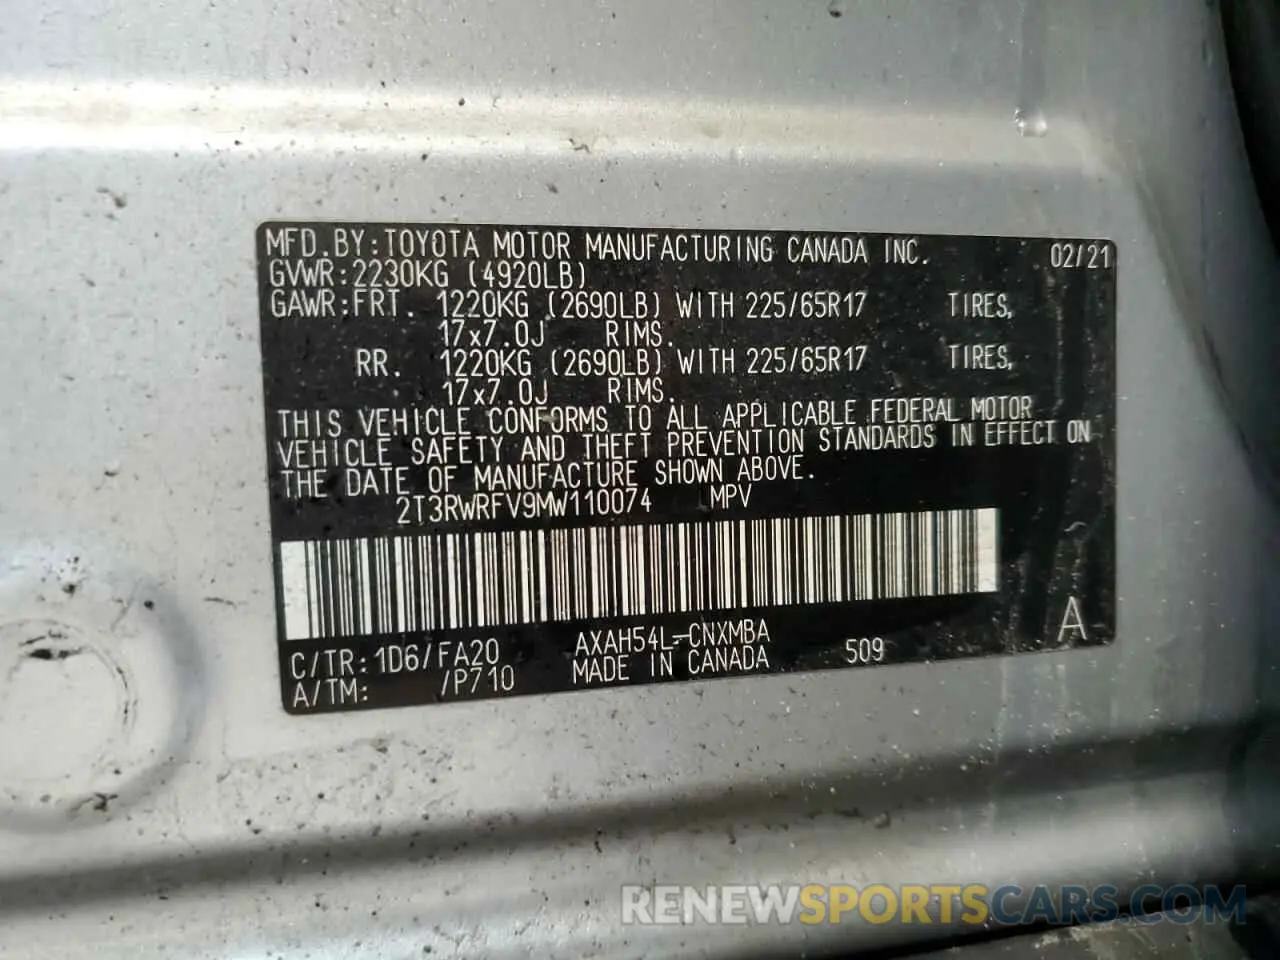 MFD.BY:TOYOTA MOTOR MANUFACTURING CANADA INC. 02/21
GVWR:2230KG (4920LB)
GAWR:FRT. 1220KG (2690LB) WITH 225/65R17 TIRES,
17x7.0J RIMS.
RR. 1220KG (2690LB) WITH 225/65R17 TIRES,
17x7.0J RIMS.
THIS VEHICLE CONFORMS TO ALL APPLICABLE FEDERAL MOTOR
VEHICLE SAFETY AND THEFT PREVENTION STANDARDS IN EFFECT ON
THE DATE OF MANUFACTURE SHOWN ABOVE.
2T3RWRFV9MW110074 MPV
C/TR:1D6/FA20 AXAH54L-CNXMBA 509 A
A/TM: /P710 MADE IN CANADA
RENEWSPORTSCARS.COM